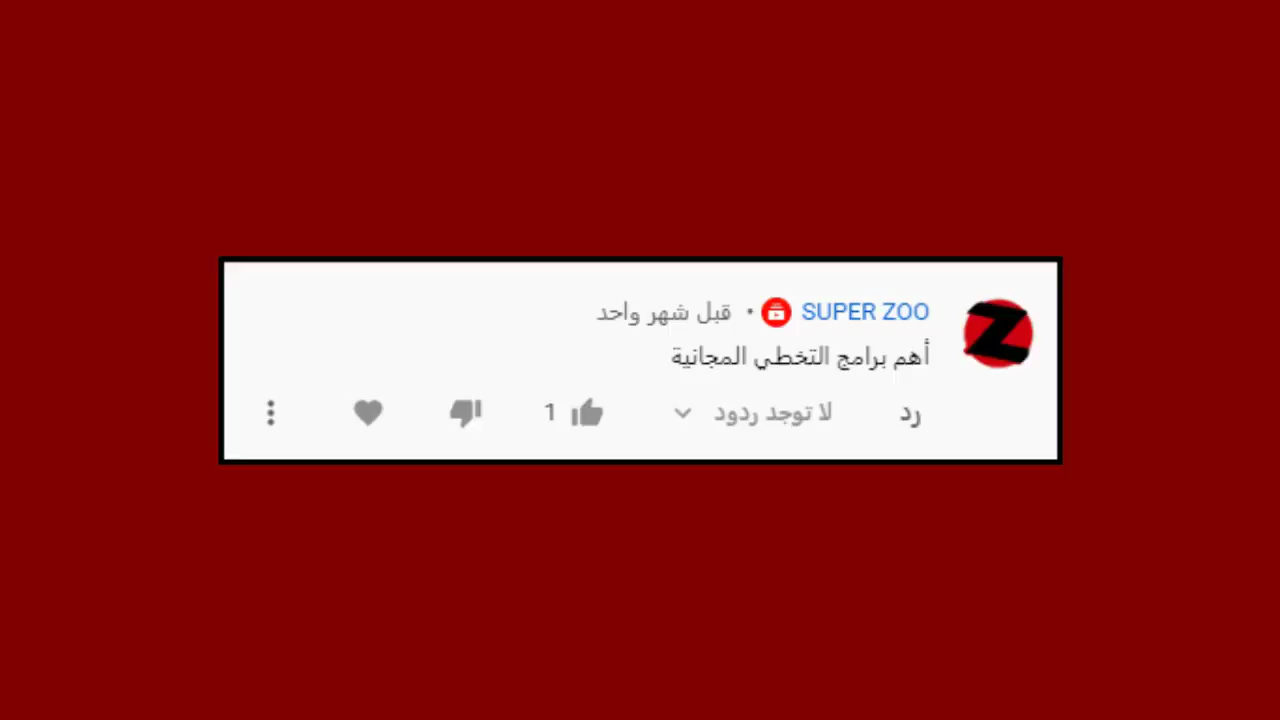 SUPER ZOO • قبل شهر واحد
أهم برامج التخطي المجانية
رد لا توجد ردود 1